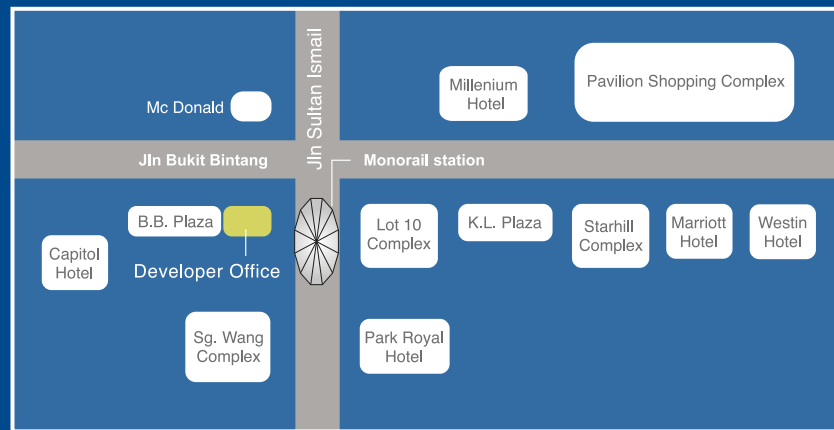 Jln Sultan Ismail
Mc Donald
Millenium
Hotel
Pavilion Shopping Complex
Jln Bukit Bintang
Monorail station
B.B. Plaza
Capitol
Hotel
Developer Office
Sg. Wang
Complex
Lot 10
Complex
K.L. Plaza
Starhill
Complex
Marriott
Hotel
Westin
Hotel
Park Royal
Hotel